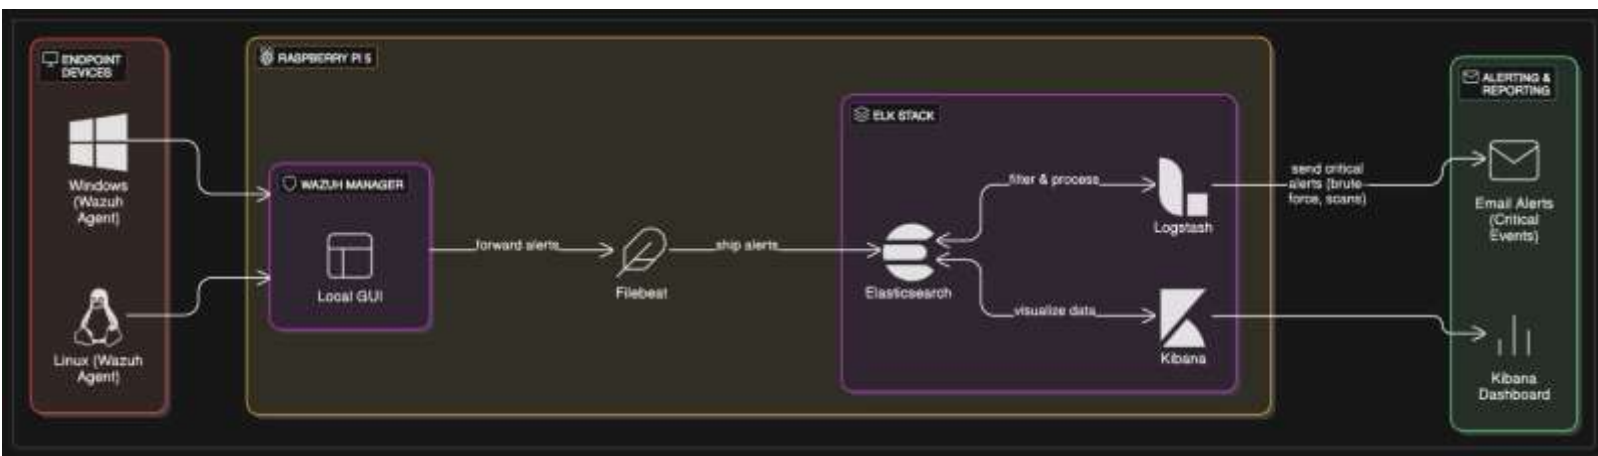 ENDPOINT
DEVICES
Windows
(Wazuh
Agent)
Linux (Wazuh
Agent)
RASPBERRY PI 5
WAZUH MANAGER
Local GUI
forward alerts
Filebeat
ship alerts
ELK STACK
Elasticsearch
filter & process
Logstash
visualize data
Kibana
send critical
alerts (brute
force, scans)
ALERTING &
REPORTING
Email Alerts
(Critical
Events)
Kibana
Dashboard